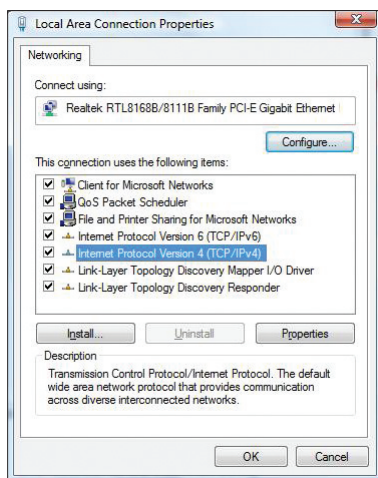 Local Area Connection Properties
Networking
Connect using:
Realtek RTL8168B/8111B Family PCI-E Gigabit Ethernet
Configure...
This connection uses the following items:
Client for Microsoft Networks
QoS Packet Scheduler
File and Printer Sharing for Microsoft Networks
Internet Protocol Version 6 (TCP/IPv6)
Internet Protocol Version 4 (TCP/IPv4)
Link-Layer Topology Discovery Mapper I/O Driver
Link-Layer Topology Discovery Responder
Install...
Uninstall
Properties
Description
Transmission Control Protocol/Internet Protocol. The default
wide area network protocol that provides communication
across diverse interconnected networks.
OK
Cancel